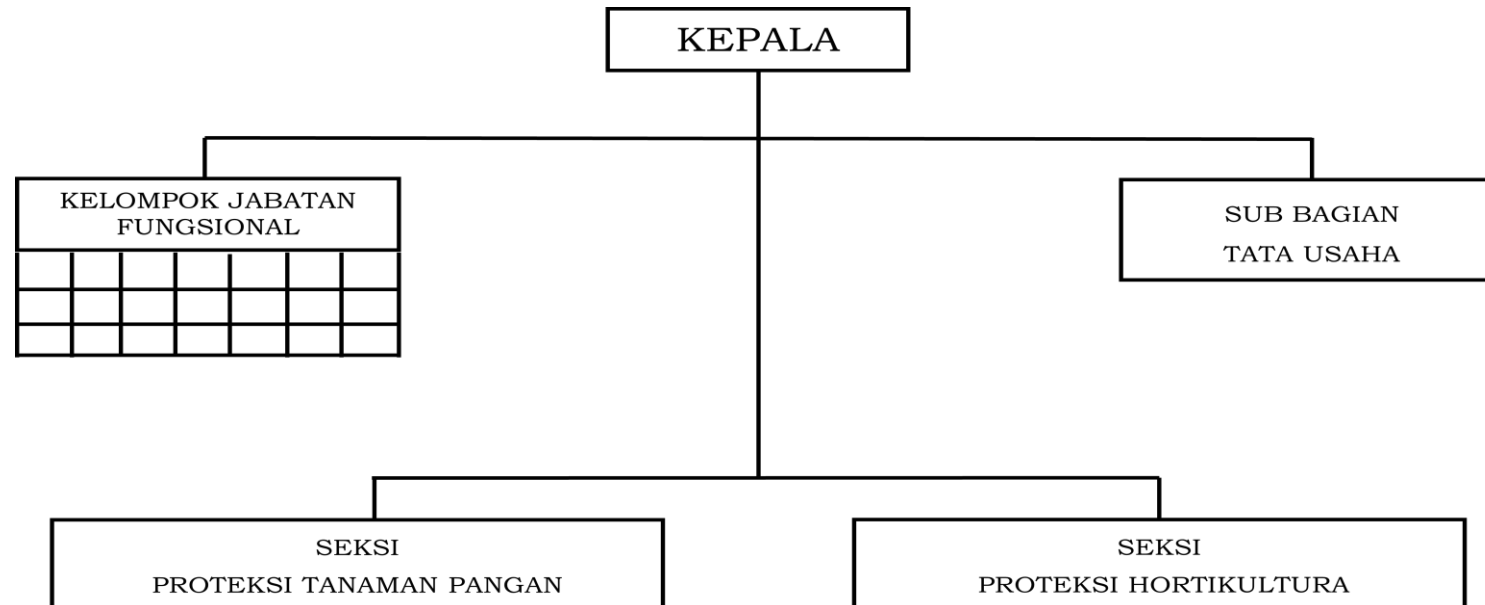 KEPALA
KELOMPOK JABATAN
FUNGSIONAL
SUB BAGIAN
TATA USAHA
SEKSI
PROTEKSI TANAMAN PANGAN
SEKSI
PROTEKSI HORTIKULTURA